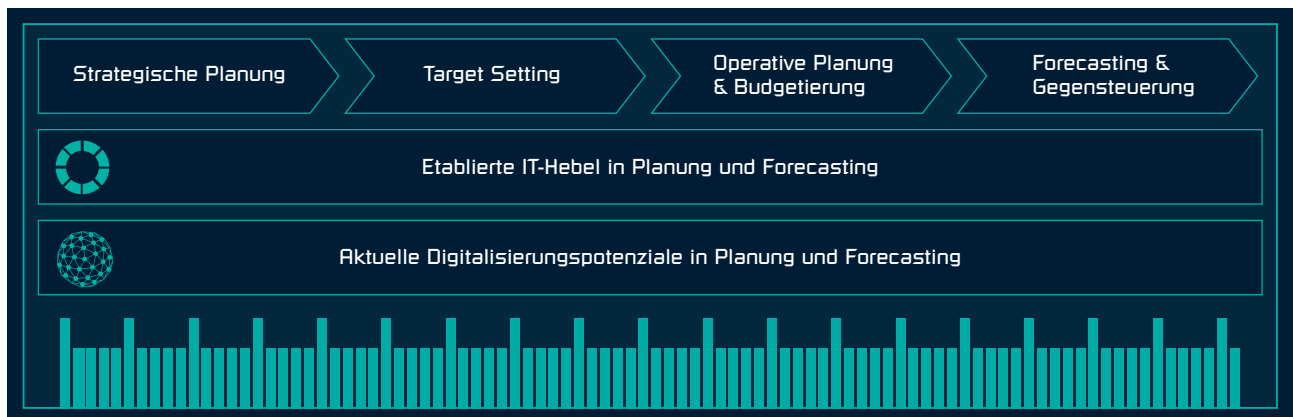 Strategische Planung
Target Setting
Operative Planung
& Budgetierung
Forecasting &
Gegensteuerung
Etablierte IT-Hebel in Planung und Forecasting
Aktuelle Digitalisierungspotenziale in Planung und Forecasting